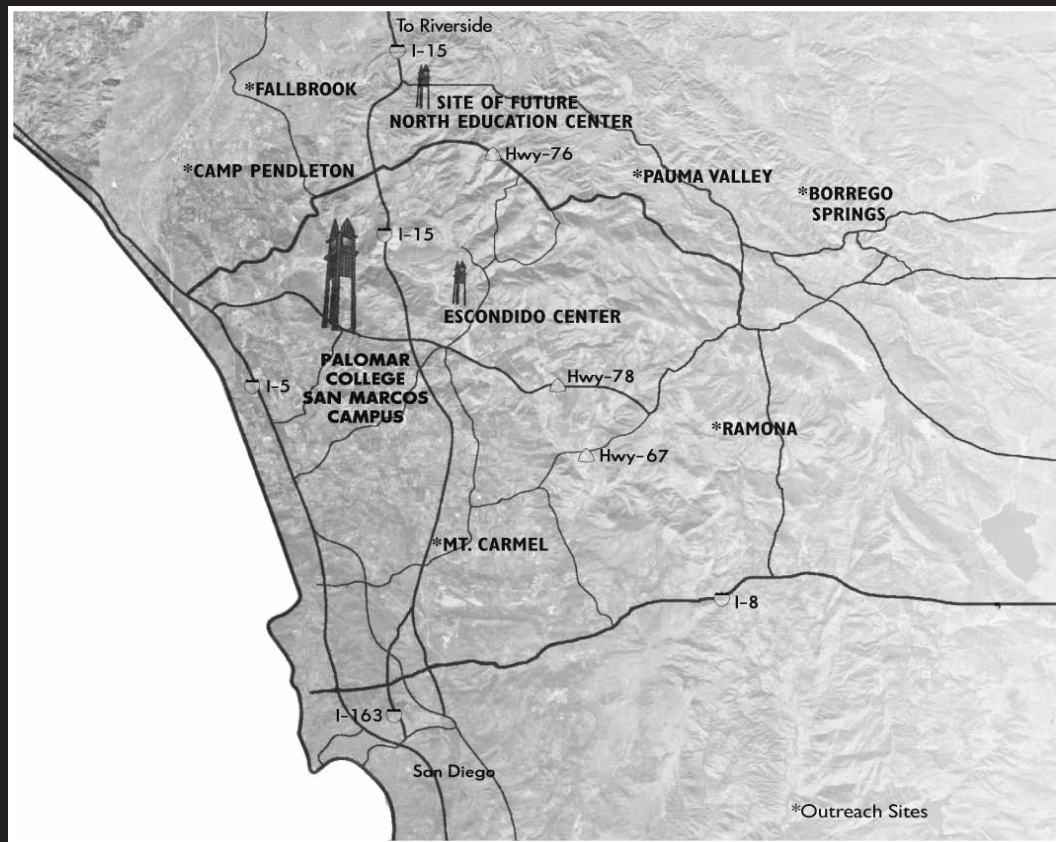 To Riverside
I-15
*FALLBROOK
SITE OF FUTURE
NORTH EDUCATION CENTER
Hwy-76
*CAMP PENDLETON
*PAUMA VALLEY
*BORREGO
SPRINGS
I-15
ESCONDIDO CENTER
PALOMAR
COLLEGE
SAN MARCOS
CAMPUS
I-5
Hwy-78
*RAMONA
Hwy-67
*MT. CARMEL
I-8
I-163
San Diego
*Outreach Sites